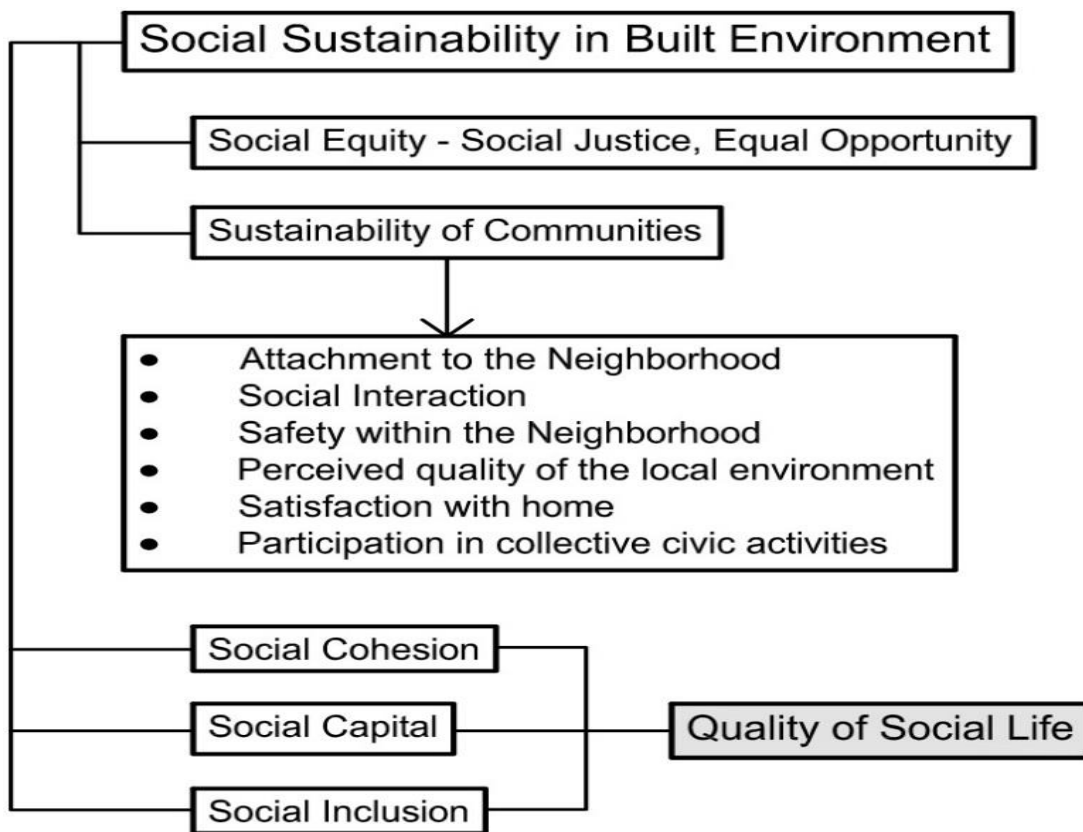 Social Sustainability in Built Environment
Social Equity - Social Justice, Equal Opportunity
Sustainability of Communities
• Attachment to the Neighborhood
• Social Interaction
• Safety within the Neighborhood
• Perceived quality of the local environment
• Satisfaction with home
• Participation in collective civic activities
Social Cohesion
Social Capital
Quality of Social Life
Social Inclusion